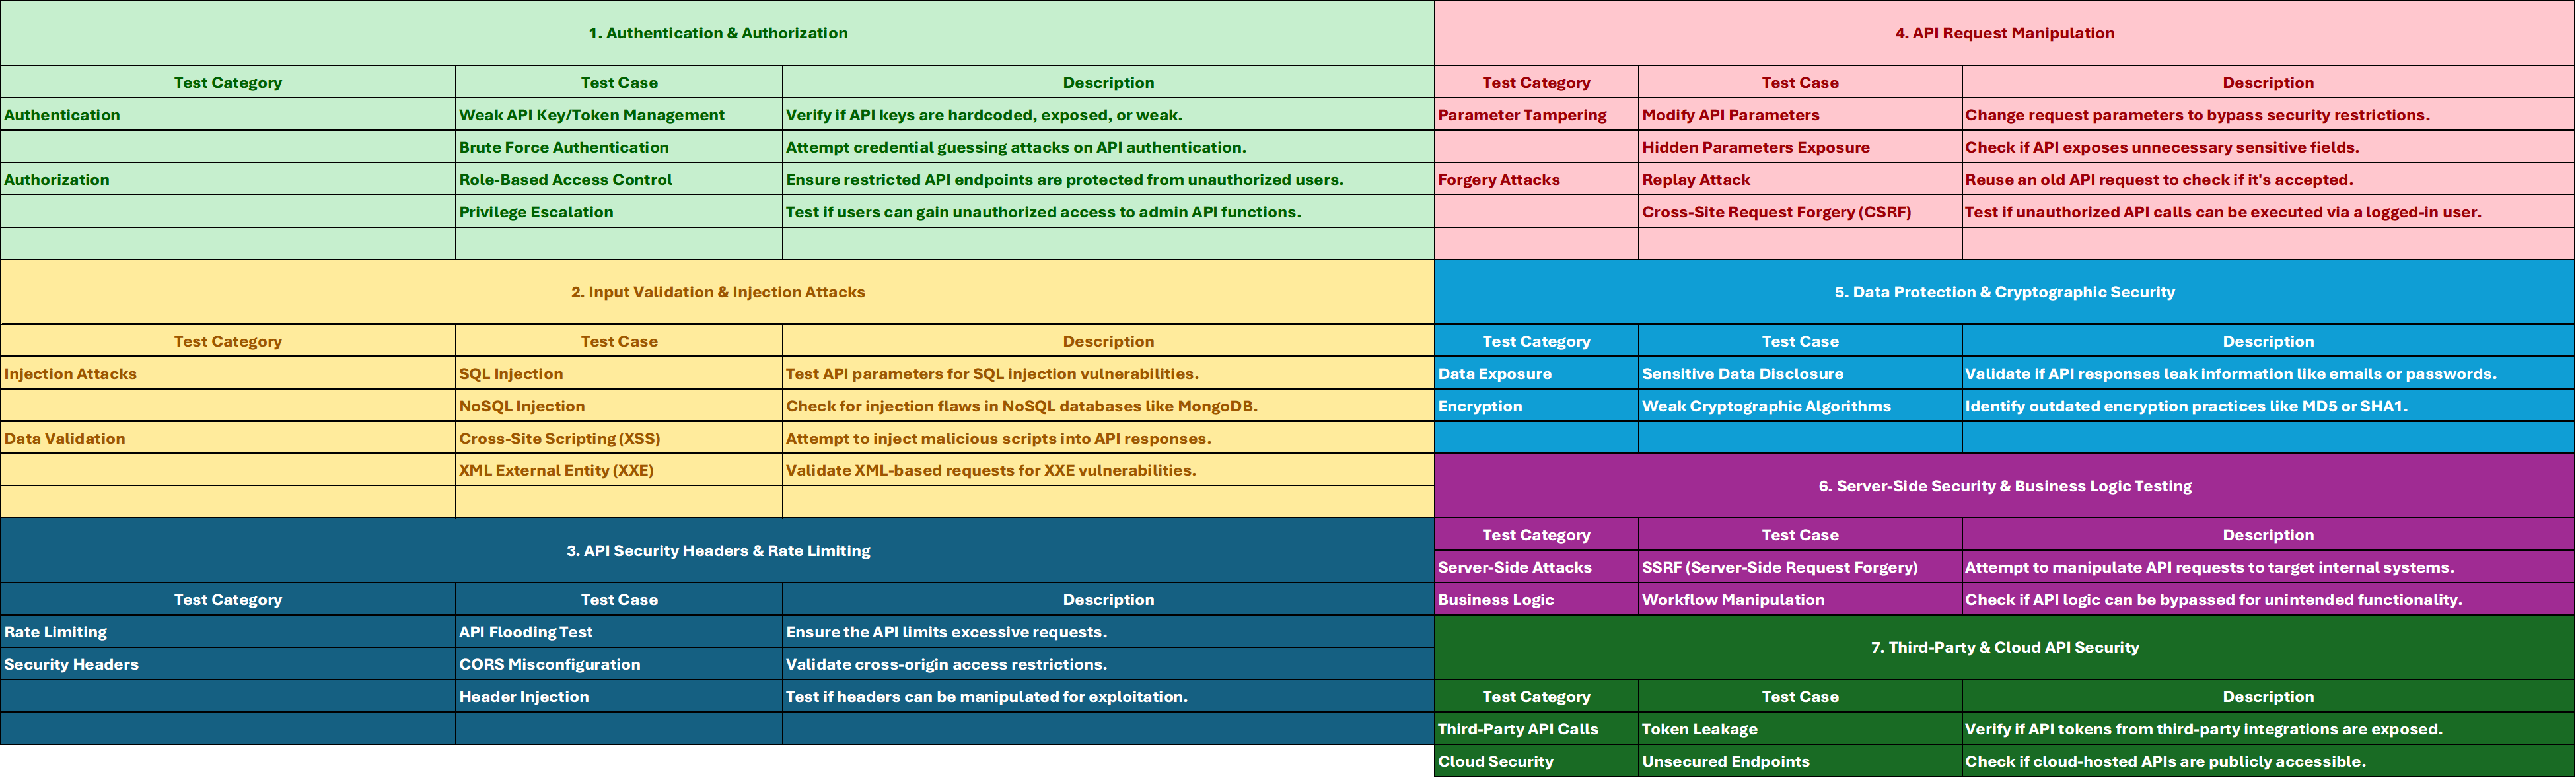 1. Authentication & Authorization
Test Category Test Case Description
Authentication Weak API Key/Token Management Verify if API keys are hardcoded, exposed, or weak.
Brute Force Authentication Attempt credential guessing attacks on API authentication.
Authorization Role-Based Access Control Ensure restricted API endpoints are protected from unauthorized users.
Privilege Escalation Test if users can gain unauthorized access to admin API functions.
2. Input Validation & Injection Attacks
Test Category Test Case Description
Injection Attacks SQL Injection Test API parameters for SQL injection vulnerabilities.
NoSQL Injection Check for injection flaws in NoSQL databases like MongoDB.
Data Validation Cross-Site Scripting (XSS) Attempt to inject malicious scripts into API responses.
XML External Entity (XXE) Validate XML-based requests for XXE vulnerabilities.
3. API Security Headers & Rate Limiting
Test Category Test Case Description
Rate Limiting API Flooding Test Ensure the API limits excessive requests.
Security Headers CORS Misconfiguration Validate cross-origin access restrictions.
Header Injection Test if headers can be manipulated for exploitation.
4. API Request Manipulation
Test Category Test Case Description
Parameter Tampering Modify API Parameters Change request parameters to bypass security restrictions.
Hidden Parameters Exposure Check if API exposes unnecessary sensitive fields.
Forgery Attacks Replay Attack Reuse an old API request to check if it's accepted.
Cross-Site Request Forgery (CSRF) Test if unauthorized API calls can be executed via a logged-in user.
5. Data Protection & Cryptographic Security
Test Category Test Case Description
Data Exposure Sensitive Data Disclosure Validate if API responses leak information like emails or passwords.
Encryption Weak Cryptographic Algorithms Identify outdated encryption practices like MD5 or SHA1.
6. Server-Side Security & Business Logic Testing
Test Category Test Case Description
Server-Side Attacks SSRF (Server-Side Request Forgery) Attempt to manipulate API requests to target internal systems.
Business Logic Workflow Manipulation Check if API logic can be bypassed for unintended functionality.
7. Third-Party & Cloud API Security
Test Category Test Case Description
Third-Party API Calls Token Leakage Verify if API tokens from third-party integrations are exposed.
Cloud Security Unsecured Endpoints Check if cloud-hosted APIs are publicly accessible.